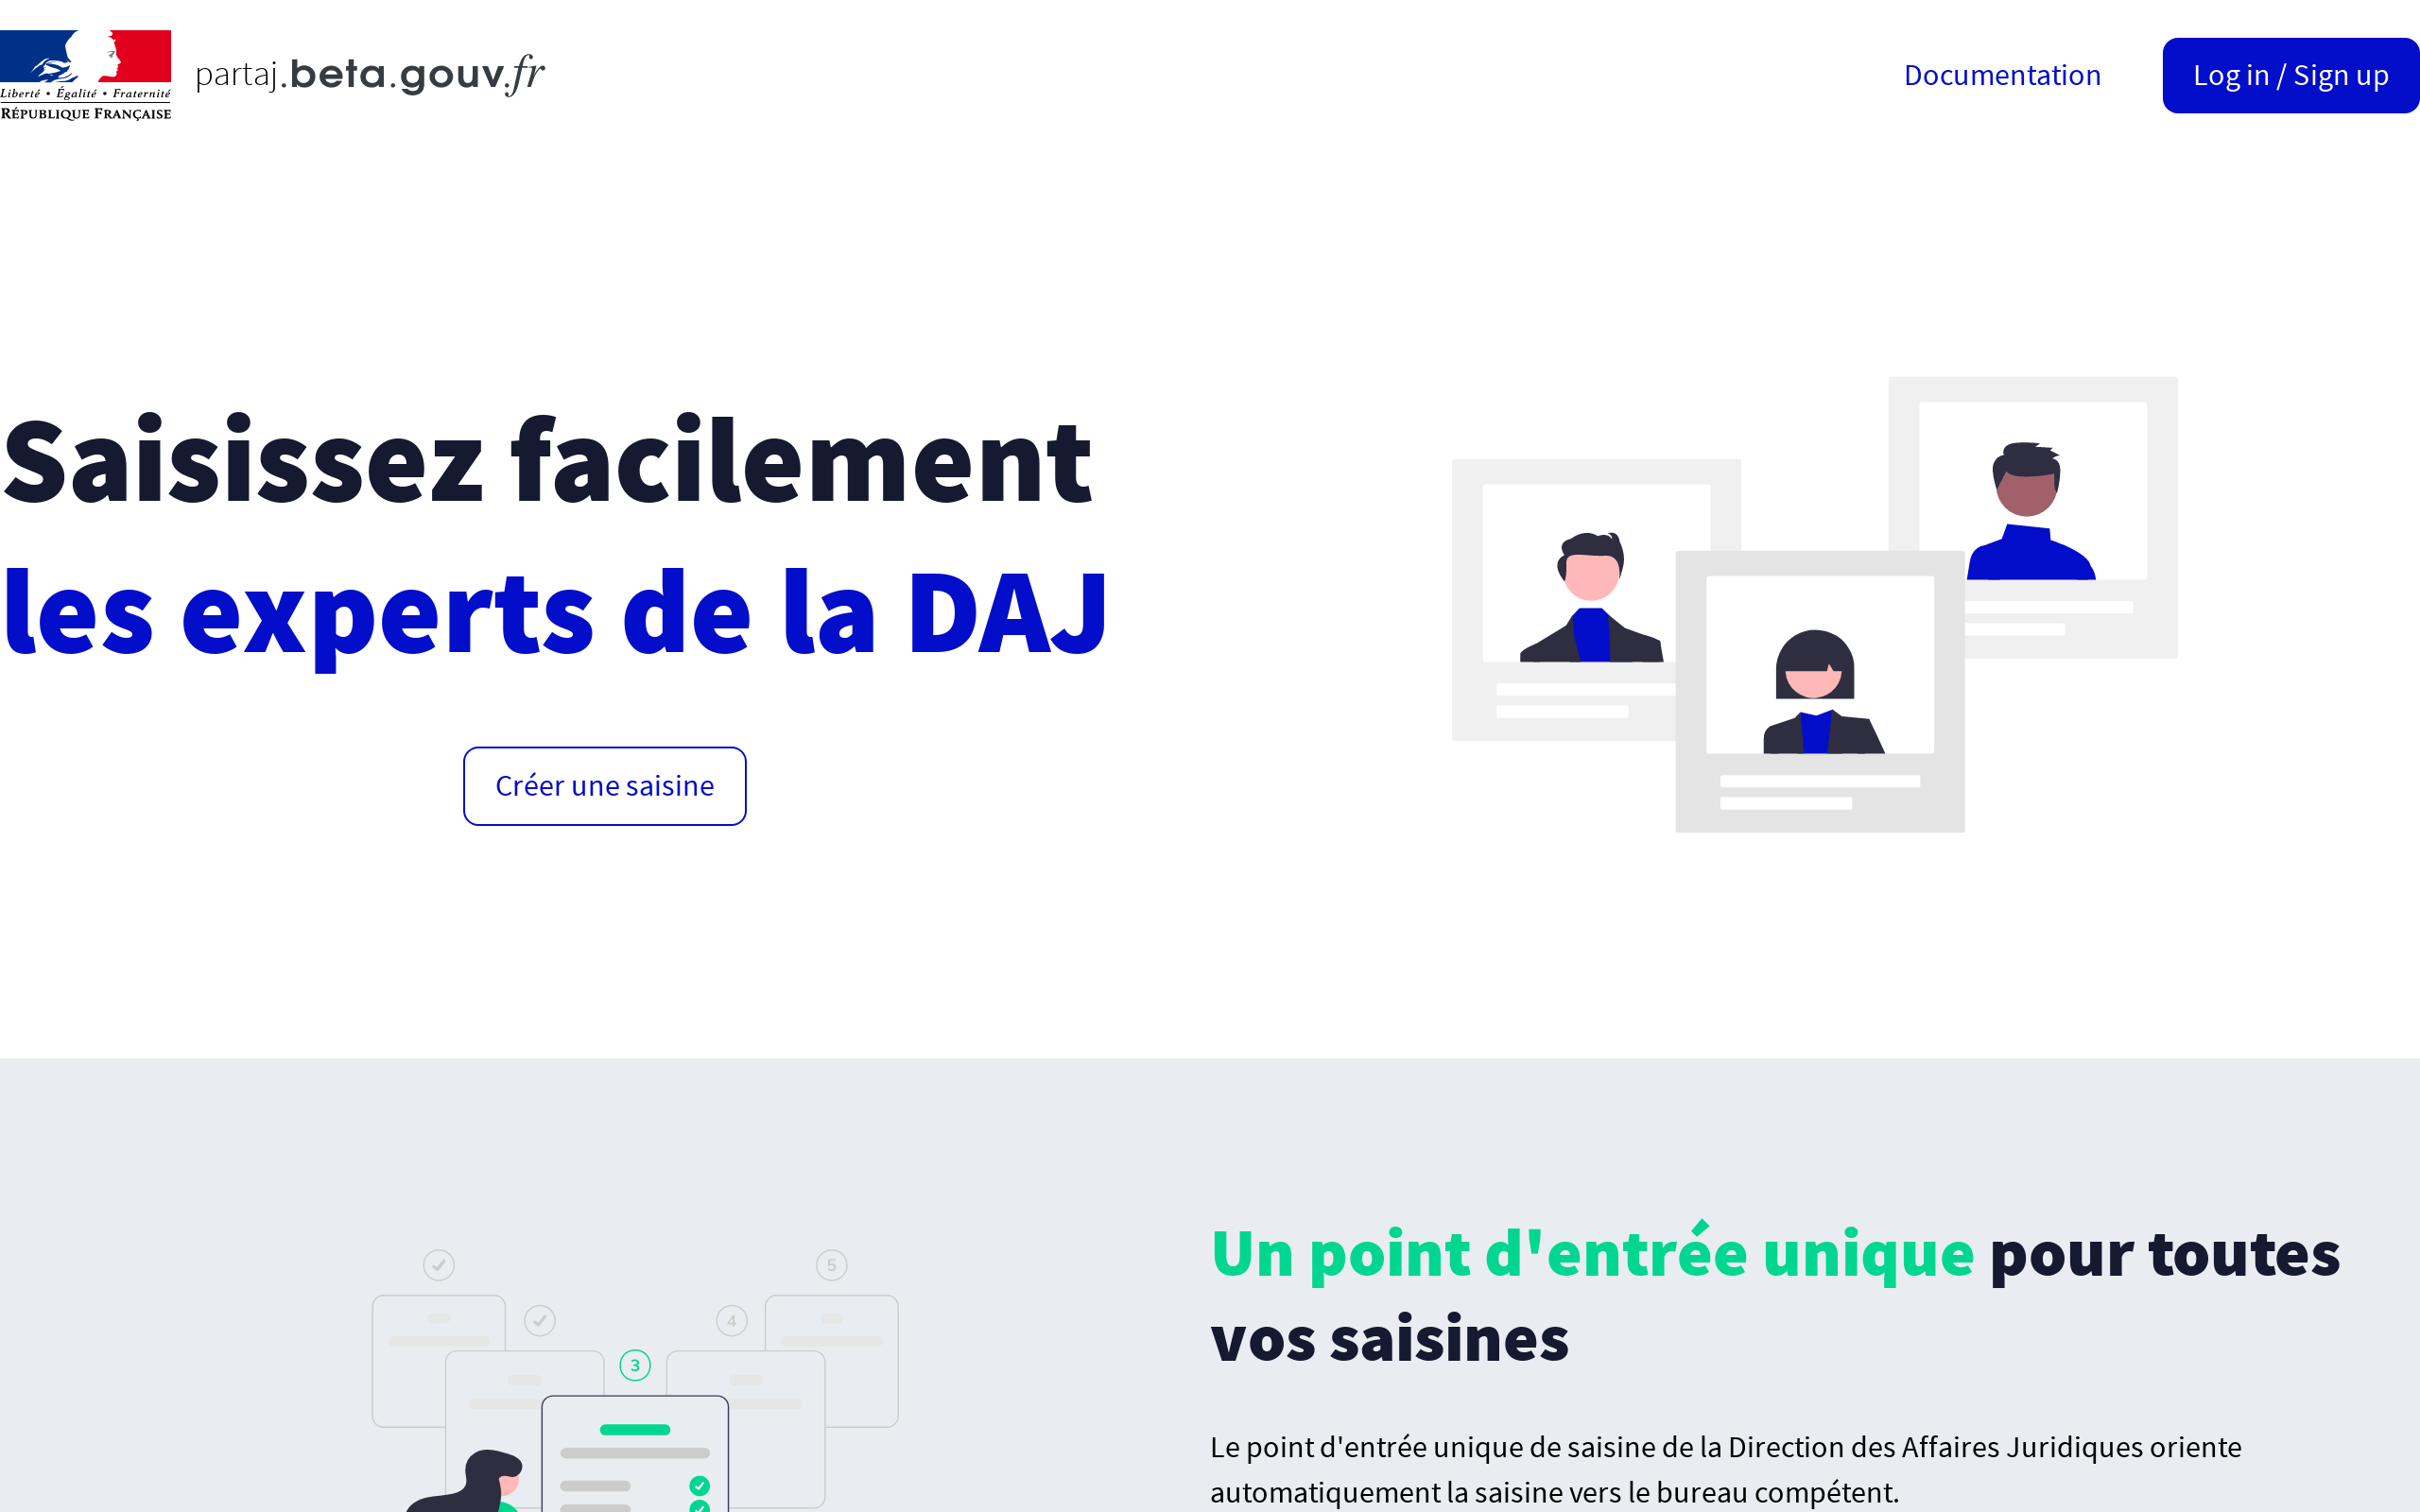 Liberté • Égalité • Fraternité
RÉPUBLIQUE FRANÇAISE
partaj.beta.gouv.fr
Documentation
Log in / Sign up
Saisissez facilement
les experts de la DAJ
Créer une saisine
5
4
3
Un point d'entrée unique pour toutes
vos saisines
Le point d'entrée unique de saisine de la Direction des Affaires Juridiques oriente
automatiquement la saisine vers le bureau compétent.